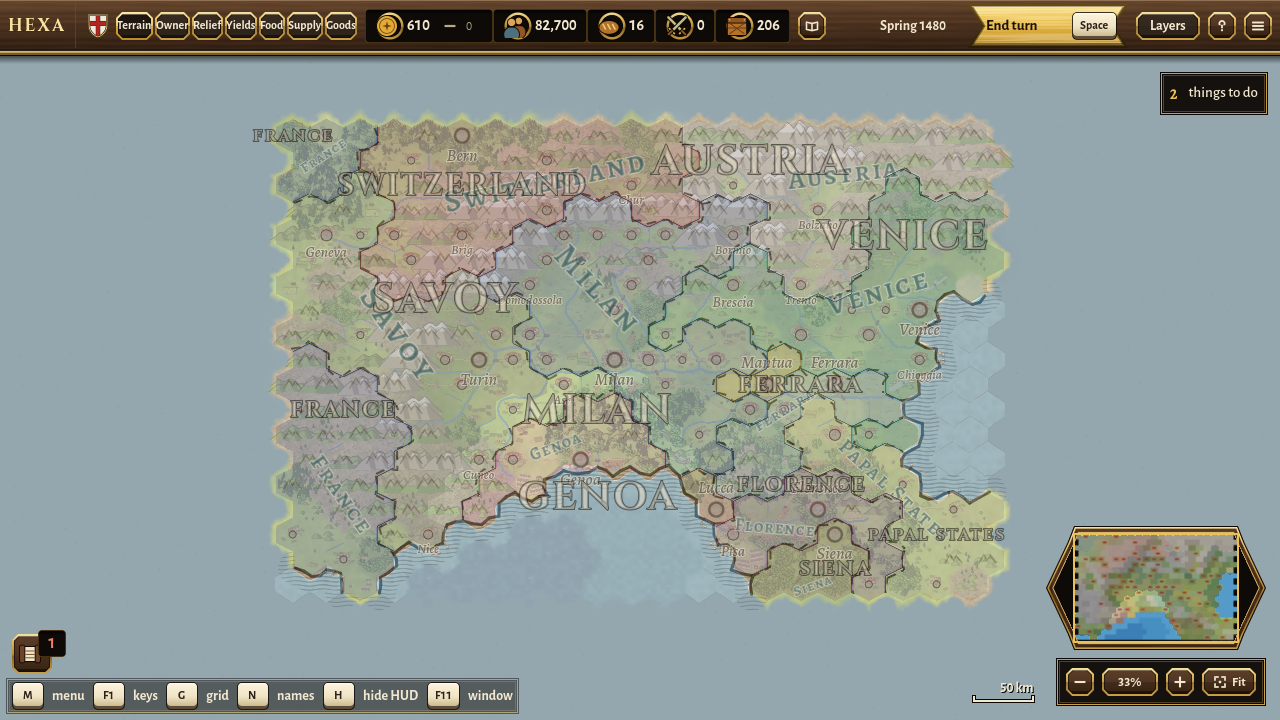 HEXA
Terrain
Owner
Relief
Yields
Food
Supply
Goods
610 — 0
82,700
16
0
206
Spring 1480
End turn
Space
Layers
?
2 things to do
FRANCE
FRANCE
Bern
SWITZERLAND
SWITZERLAND
Chur
AUSTRIA
AUSTRIA
Geneva
Brig
Bormio
VENICE
SAVOY
SAVOY
MILAN
Brescia
Trento
VENICE
Venice
Turin
Milan
Mantua
Ferrara
Chioggia
FRANCE
MILAN
FERRARA
FERRARA
GENOA
Genoa
PAPAL STATES
Cuneo
GENOA
Lucca
FLORENCE
FRANCE
FLORENCE
PAPAL STATES
Nice
Pisa
Siena
SIENA
SIENA
1
M menu
F1 keys
G grid
N names
H hide HUD
F11 window
50 km
− 33% + Fit